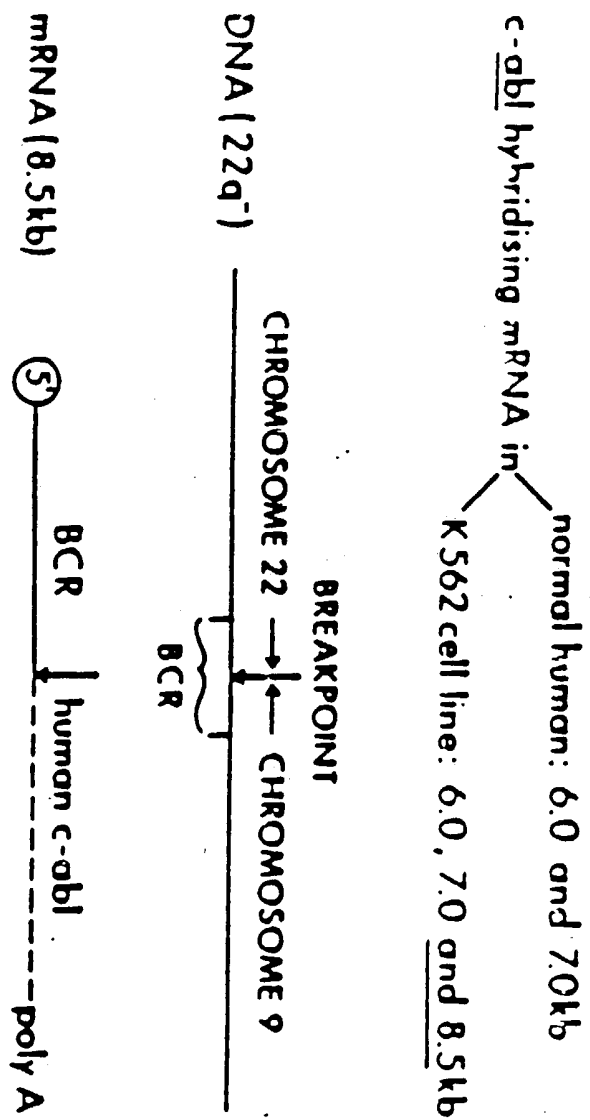 normal human: 6.0 and 7.0kb
c-abl hybridising mRNA in
K562 cell line: 6.0, 7.0 and 8.5kb
BREAKPOINT
CHROMOSOME 22 → ← CHROMOSOME 9
DNA (22q⁻)
BCR
BCR human c-abl
mRNA (8.5kb) 5' poly A